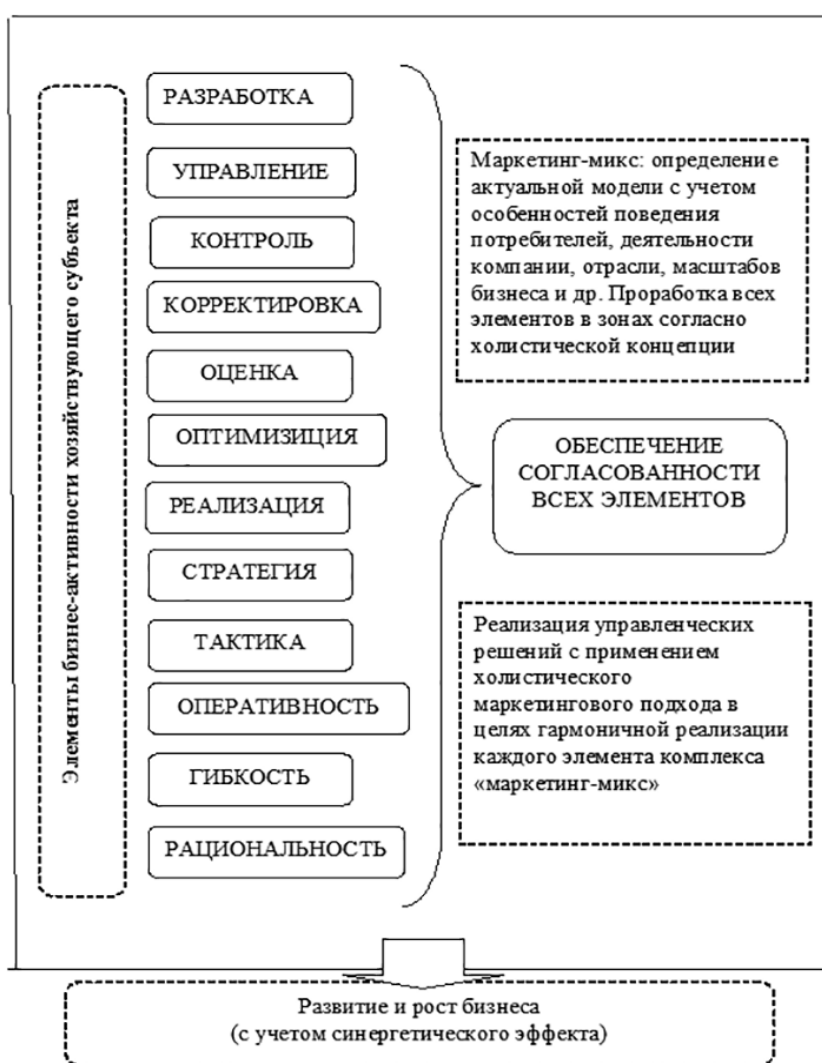 Элементы бизнес-активности хозяйствующего субъекта
РАЗРАБОТКА
УПРАВЛЕНИЕ
КОНТРОЛЬ
КОРРЕКТИРОВКА
ОЦЕНКА
ОПТИМИЗИЦИЯ
РЕАЛИЗАЦИЯ
СТРАТЕГИЯ
ТАКТИКА
ОПЕРАТИВНОСТЬ
ГИБКОСТЬ
РАЦИОНАЛЬНОСТЬ
Маркетинг-микс: определение
актуальной модели с учетом
особенностей поведения
потребителей, деятельности
компании, отрасли, масштабов
бизнеса и др. Проработка всех
элементов в зонах согласно
холистической концепции
ОБЕСПЕЧЕНИЕ
СОГЛАСОВАННОСТИ
ВСЕХ ЭЛЕМЕНТОВ
Реализация управленческих
решений с применением
холистического
маркетингового подхода в
целях гармоничной реализации
каждого элемента комплекса
«маркетинг-микс»
Развитие и рост бизнеса
(с учетом синергетического эффекта)